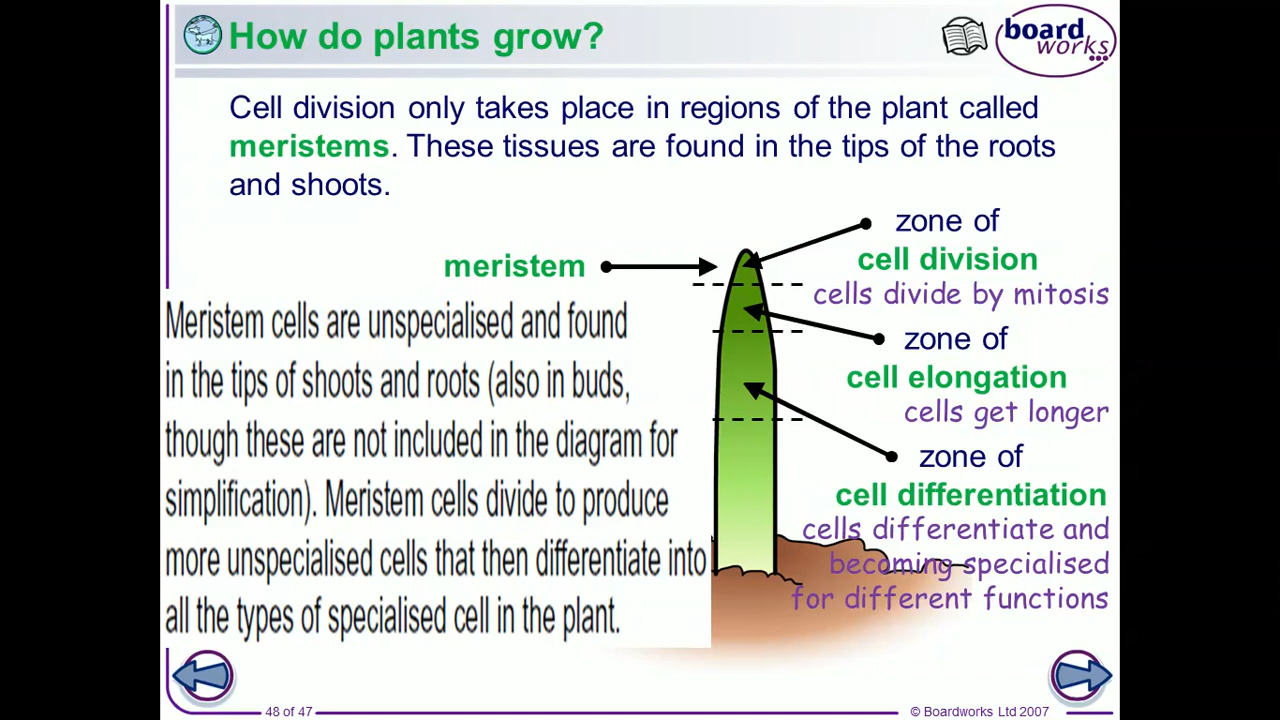 How do plants grow?
board
works
Cell division only takes place in regions of the plant called
meristems. These tissues are found in the tips of the roots
and shoots.
meristem
zone of
cell division
cells divide by mitosis
zone of
cell elongation
cells get longer
zone of
cell differentiation
cells differentiate and
becoming specialised
for different functions
Meristem cells are unspecialised and found
in the tips of shoots and roots (also in buds,
though these are not included in the diagram for
simplification). Meristem cells divide to produce
more unspecialised cells that then differentiate into
all the types of specialised cell in the plant.
48 of 47
© Boardworks Ltd 2007